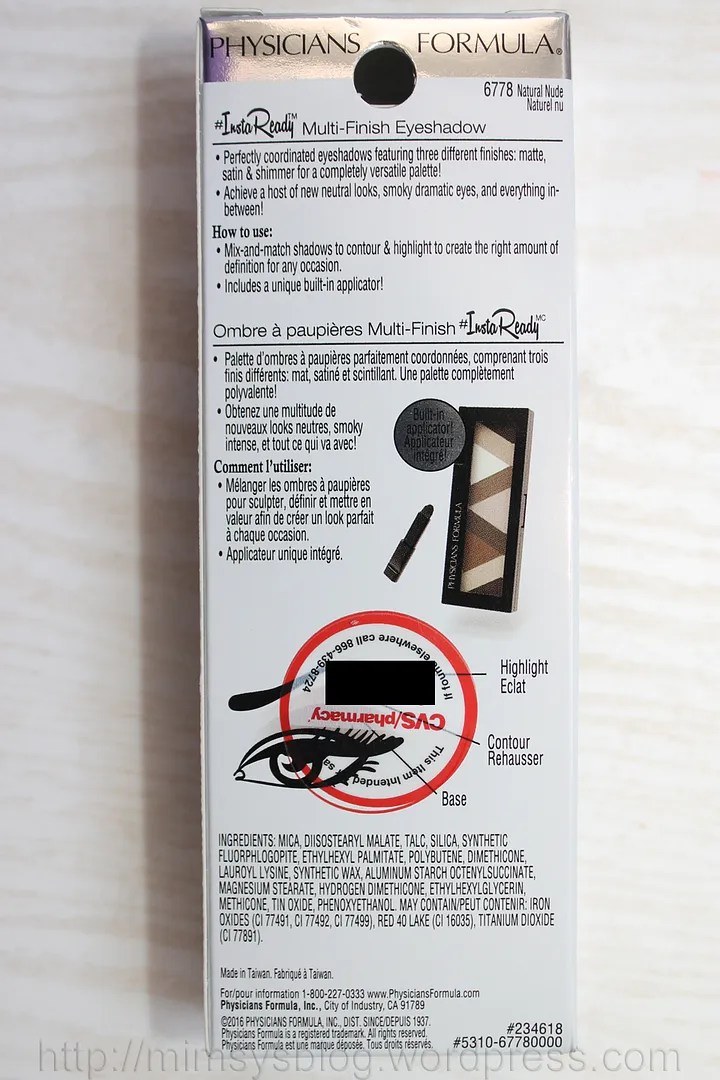 PHYSICIANS FORMULA®
6778 Natural Nude
Naturel nu
#InstaReady™ Multi-Finish Eyeshadow
• Perfectly coordinated eyeshadows featuring three different finishes: matte,
satin & shimmer for a completely versatile palette!
• Achieve a host of new neutral looks, smoky dramatic eyes, and everything in-
between!
How to use:
• Mix-and-match shadows to contour & highlight to create the right amount of
definition for any occasion.
• Includes a unique built-in applicator!
Ombre à paupières Multi-Finish #InstaReady MC
• Palette d'ombres à paupières parfaitement coordonnées, comprenant trois
finis différents: mat, satiné et scintillant. Une palette complètement
polyvalente!
• Obtenez une multitude de
nouveaux looks neutres, smoky
intense, et tout ce qui va avec!
Comment l'utiliser:
• Mélanger les ombres à paupières
pour sculpter, définir et mettre en
valeur afin de créer un look parfait
à chaque occasion.
• Applicateur unique intégré.
Built-in
applicator!
Applicateur
intégré!
PHYSICIANS FORMULA
If found elsewhere call 866-439-8724
CVS/pharmacy
This Item Intended
Highlight
Eclat
Contour
Rehausser
Base
INGREDIENTS: MICA, DIISOSTEARYL MALATE, TALC, SILICA, SYNTHETIC
FLUORPHLOGOPITE, ETHYLHEXYL PALMITATE, POLYBUTENE, DIMETHICONE,
LAUROYL LYSINE, SYNTHETIC WAX, ALUMINUM STARCH OCTENYLSUCCINATE,
MAGNESIUM STEARATE, HYDROGEN DIMETHICONE, ETHYLHEXYLGLYCERIN,
METHICONE, TIN OXIDE, PHENOXYETHANOL. MAY CONTAIN/PEUT CONTENIR: IRON
OXIDES (CI 77491, CI 77492, CI 77499), RED 40 LAKE (CI 16035), TITANIUM DIOXIDE
(CI 77891).
Made in Taiwan. Fabriqué à Taiwan.
For/pour information 1-800-227-0333 www.PhysiciansFormula.com
Physicians Formula, Inc., City of Industry, CA 91789
©2016 PHYSICIANS FORMULA, INC., DIST. SINCE/DEPUIS 1937.
Physicians Formula is a registered trademark. All rights reserved.
Physicians Formula est une marque déposée. Tous droits réservés.
#234618
#5310-67780000
http://mimsysblog.wordpress.com